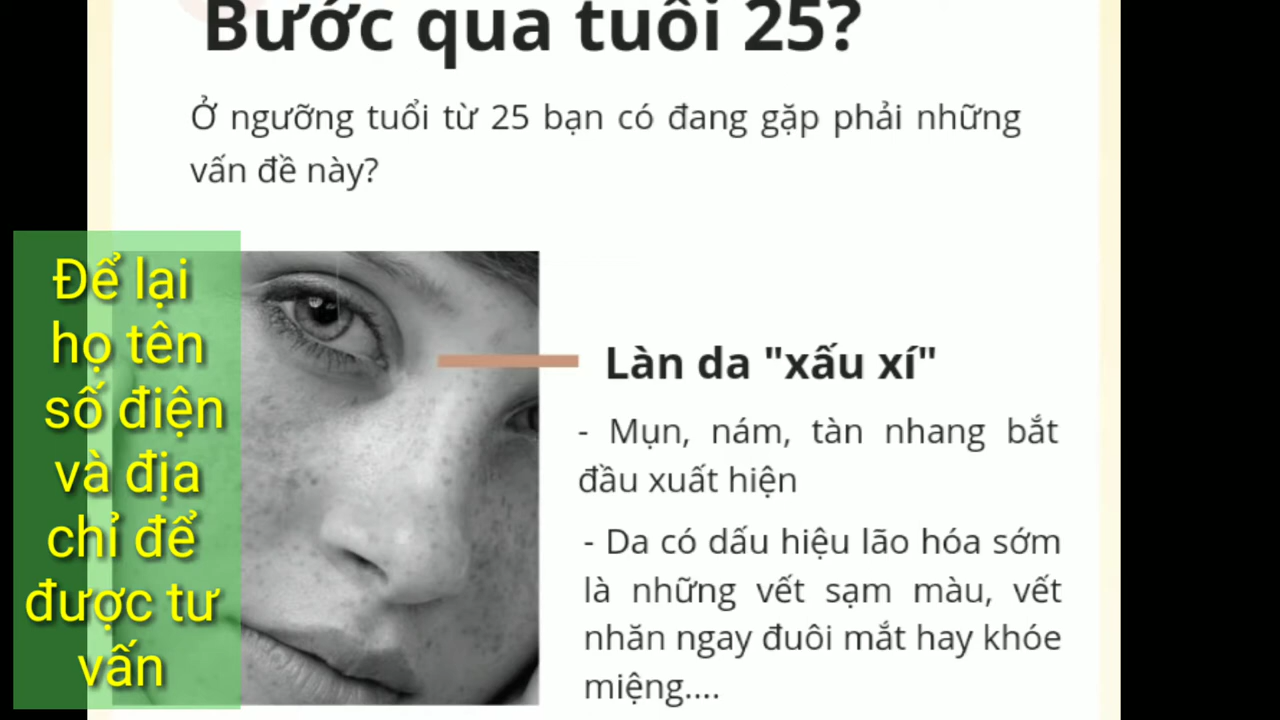 Bước qua tuổi 25?
Ở ngưỡng tuổi từ 25 bạn có đang gặp phải những
vấn đề này?
Để lại
họ tên
số điện
và địa
chỉ để
được tư
vấn
Làn da "xấu xí"
- Mụn, nám, tàn nhang bắt
đầu xuất hiện
- Da có dấu hiệu lão hóa sớm
là những vết sạm màu, vết
nhăn ngay đuôi mắt hay khóe
miệng....